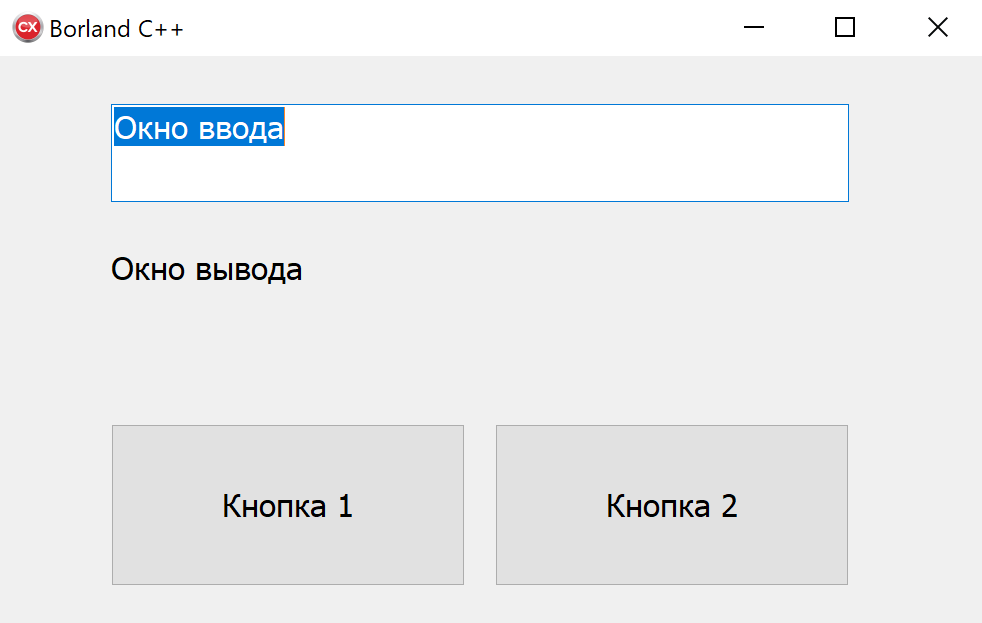 CX Borland C++
Окно ввода
Окно вывода
Кнопка 1
Кнопка 2